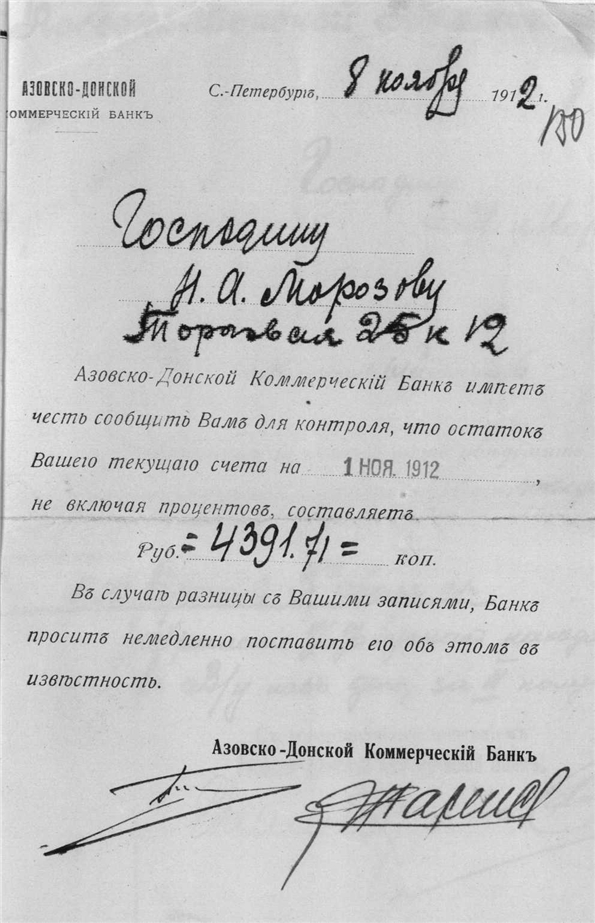 АЗОВСКО-ДОНСКОЙ
КОММЕРЧЕСКІЙ БАНКЪ
С.-Петербургъ, 8 ноября 1912 г.
150
Господину
Н. А. Морозову
Торговая 25 к 12
Азовско-Донской Коммерческій Банкъ имѣетъ
честь сообщить Вамъ для контроля, что остатокъ
Вашего текущаго счета на 1 НОЯ. 1912,
не включая процентовъ, составляетъ
Руб. = 4391.71 = коп.
Въ случаѣ разницы съ Вашими записями, Банкъ
проситъ немедленно поставить его объ этомъ въ
извѣстность.
Азовско-Донской Коммерческій Банкъ